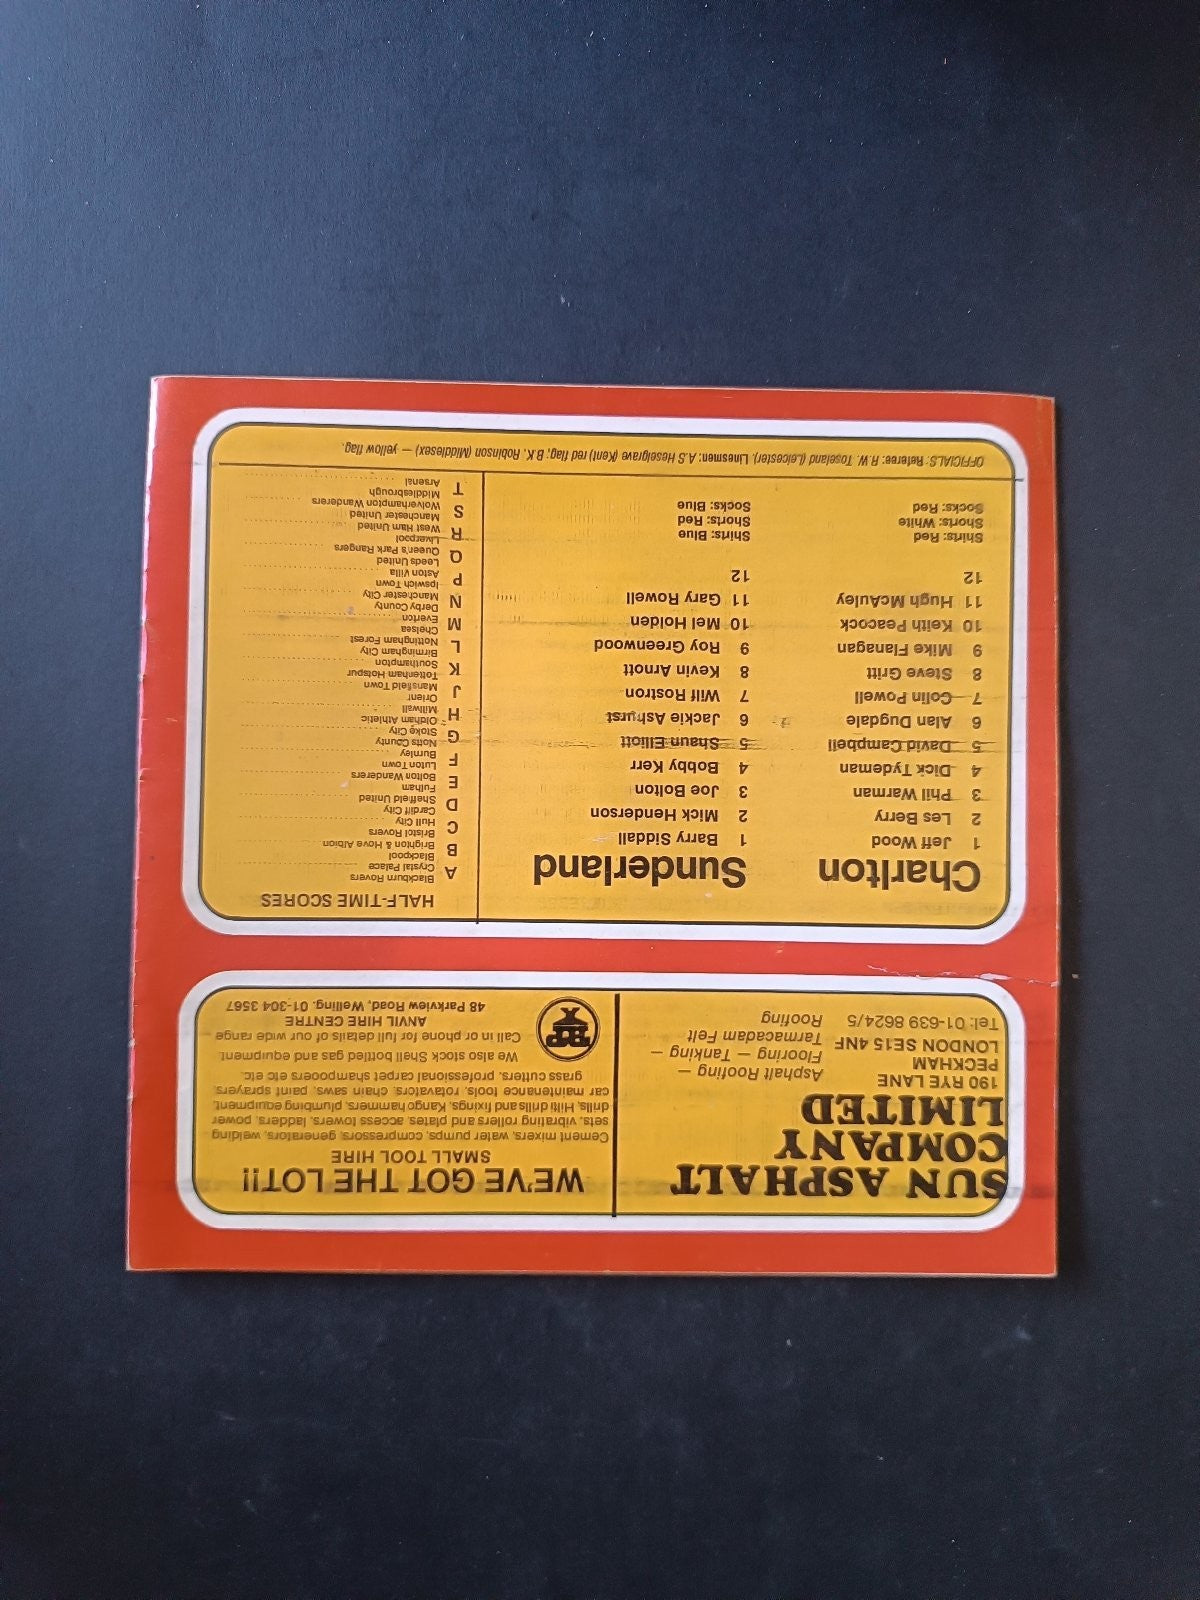 SUN ASPHALT
COMPANY
LIMITED
190 RYE LANE
PECKHAM
LONDON SE15 4NF
Tel: 01-639 8624/5
Asphalt Roofing —
Flooring — Tanking —
Tarmacadam Felt
Roofing
WE'VE GOT THE LOT!!
SMALL TOOL HIRE
Cement mixers, water pumps, compressors, generators, welding
sets, vibrating rollers and plates, access towers, ladders, power
drills, Hilti drills and fixings, Kango hammers, plumbing equipment,
car maintenance tools, rotavators, chain saws, paint sprayers,
grass cutters, professional carpet shampooers etc etc.
We also stock Shell bottled gas and equipment.
Call in or phone for full details of our wide range
ANVIL HIRE CENTRE
48 Parkview Road, Welling. 01-304 3567
Charlton
1 Jeff Wood
2 Les Berry
3 Phil Warman
4 Dick Tydeman
5 David Campbell
6 Alan Dugdale
7 Colin Powell
8 Steve Gritt
9 Mike Flanagan
10 Keith Peacock
11 Hugh McAuley
12
Shirts: Red
Shorts: White
Socks: Red
Sunderland
1 Barry Siddall
2 Mick Henderson
3 Joe Bolton
4 Bobby Kerr
5 Shaun Elliott
6 Jackie Ashurst
7 Wilf Rostron
8 Kevin Arnott
9 Roy Greenwood
10 Mel Holden
11 Gary Rowell
12
Shirts: Blue
Shorts: Red
Socks: Blue
HALF-TIME SCORES
A Blackburn Rovers
Crystal Palace
B Blackpool
Brighton & Hove Albion
C Bristol Rovers
Hull City
D Cardiff City
Sheffield United
E Fulham
Bolton Wanderers
F Luton Town
Burnley
G Notts County
Stoke City
H Oldham Athletic
Millwall
J Orient
Mansfield Town
K Tottenham Hotspur
Southampton
L Birmingham City
Nottingham Forest
M Chelsea
Everton
N Derby County
Manchester City
P Ipswich Town
Aston Villa
Q Leeds United
Queen's Park Rangers
R Liverpool
West Ham United
S Manchester United
Wolverhampton Wanderers
T Middlesbrough
Arsenal
OFFICIALS: Referee: R.W. Toseland (Leicester). Linesmen: A.S Heselgrave (Kent) red flag; B.K. Robinson (Middlesex) — yellow flag.